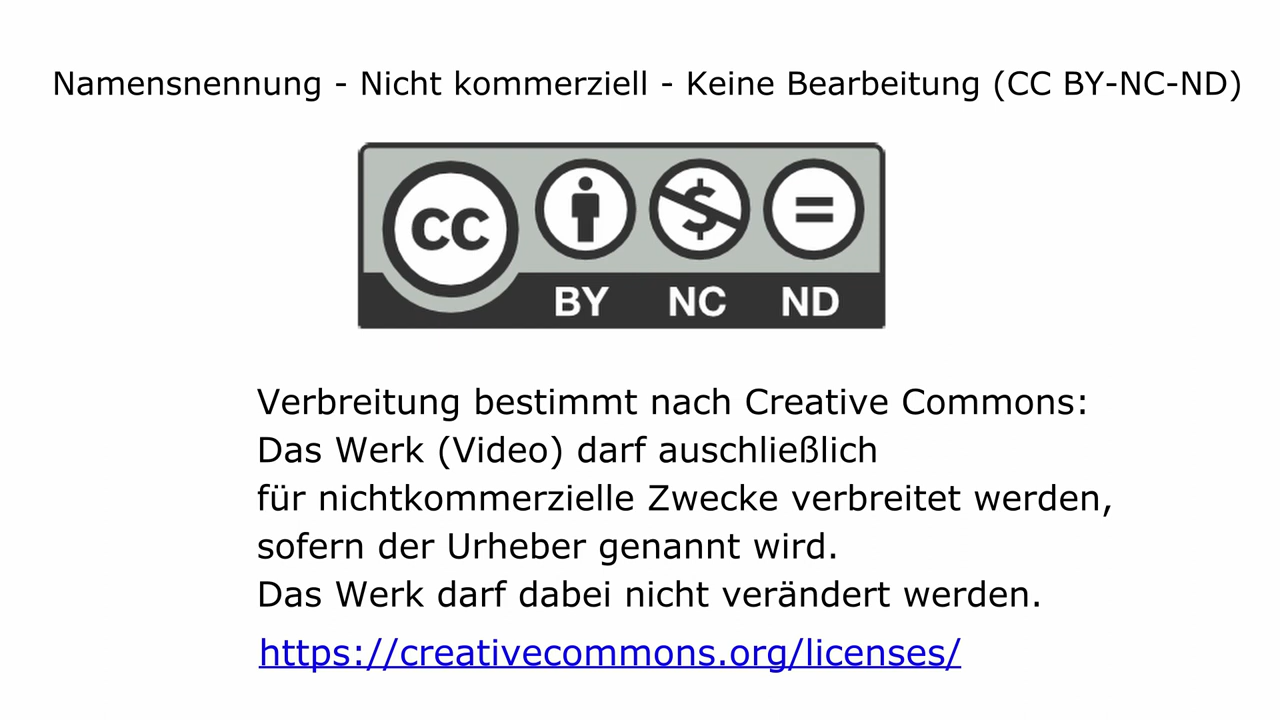 Namensnennung - Nicht kommerziell - Keine Bearbeitung (CC BY-NC-ND)
CC
BY NC ND
Verbreitung bestimmt nach Creative Commons:
Das Werk (Video) darf auschließlich
für nichtkommerzielle Zwecke verbreitet werden,
sofern der Urheber genannt wird.
Das Werk darf dabei nicht verändert werden.
https://creativecommons.org/licenses/